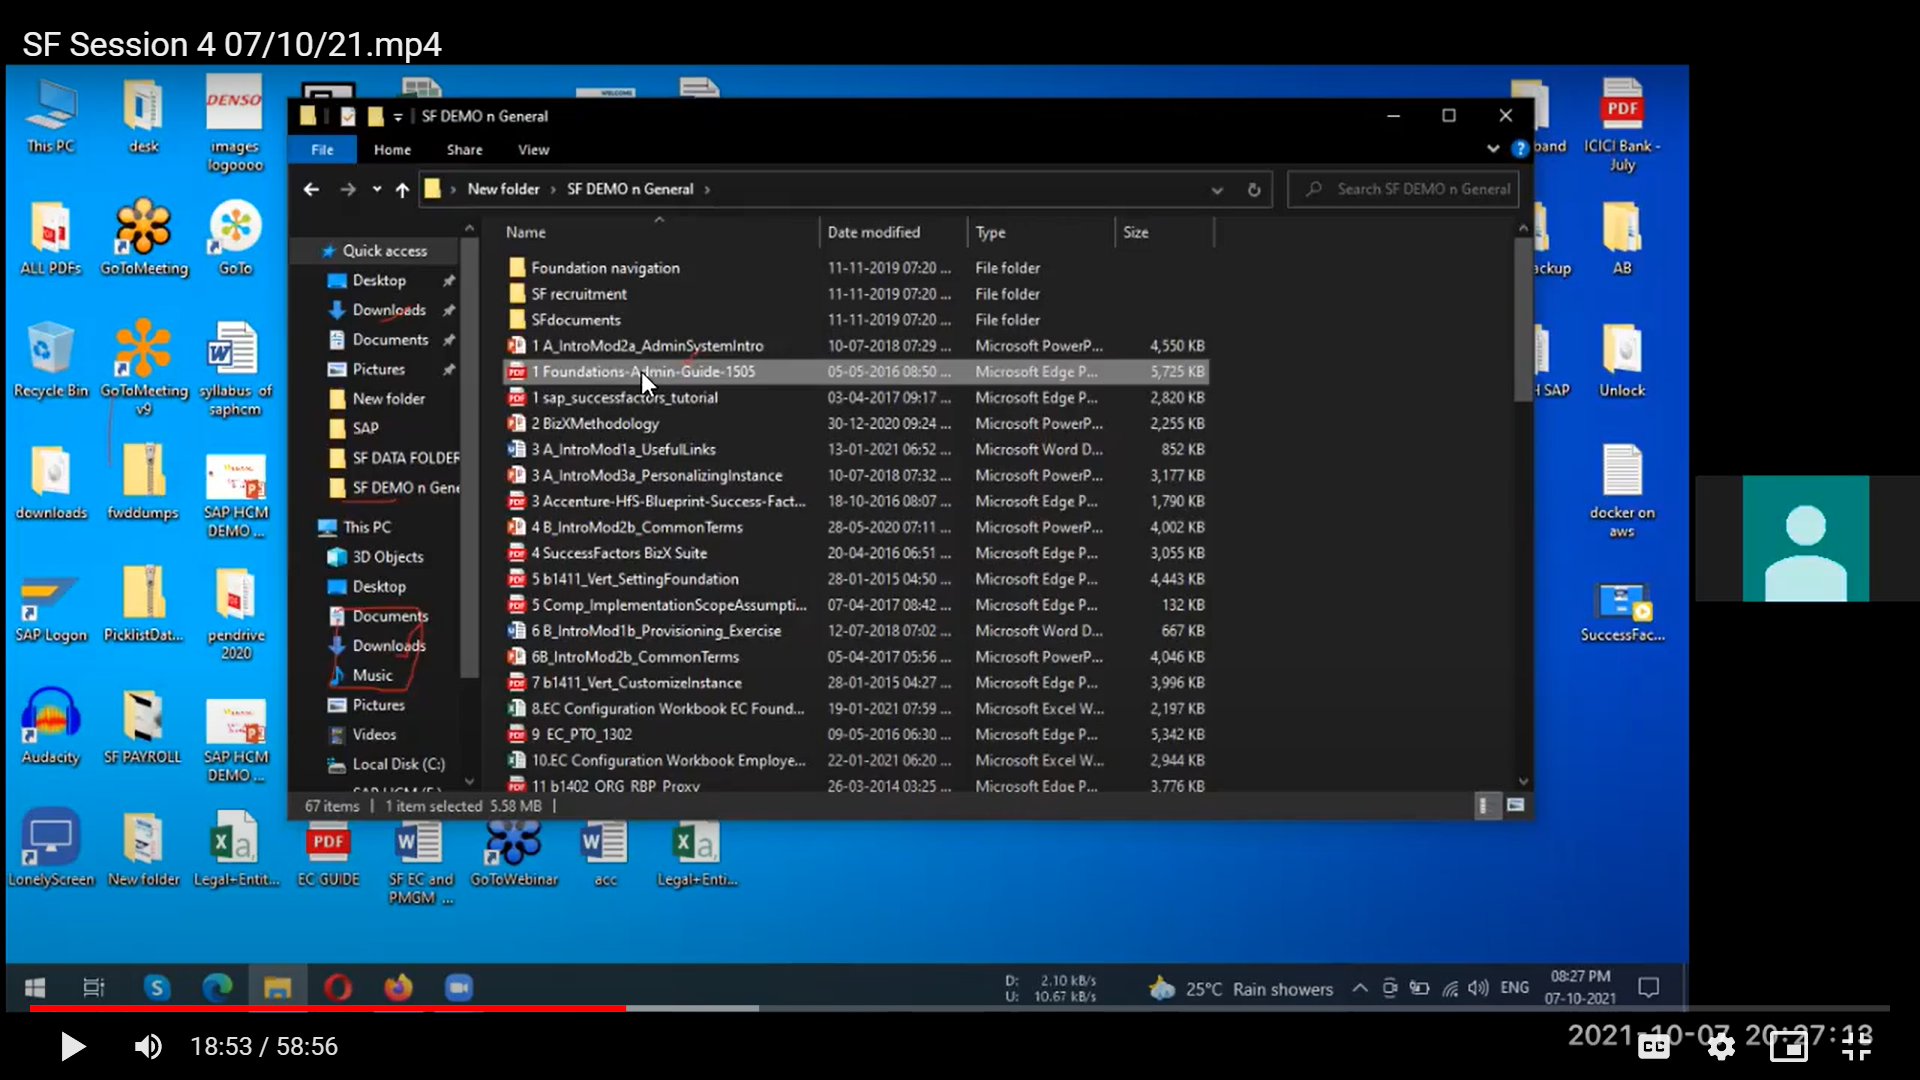 SF Session 4 07/10/21.mp4
This PC
desk
DENSO
images logoooo
ALL PDFs
GoToMeeting
GoTo
Recycle Bin
GoToMeeting v9
syllabus of saphcm
downloads
fwddumps
SAP HCM DEMO ...
SAP Logon
PicklistDat...
pendrive 2020
Audacity
SF PAYROLL
SAP HCM DEMO ...
LonelyScreen
New folder
Legal+Entit...
EC GUIDE
SF EC and PMGM ...
GoToWebinar
acc
Legal+Enti...
WELCOME
SF DEMO n General
File Home Share View
New folder > SF DEMO n General >
Search SF DEMO n General
Quick access
Desktop
Downloads
Documents
Pictures
New folder
SAP
SF DATA FOLDER
SF DEMO n Gene
This PC
3D Objects
Desktop
Documents
Downloads
Music
Pictures
Videos
Local Disk (C:)
Name Date modified Type Size
Foundation navigation 11-11-2019 07:20 ... File folder
SF recruitment 11-11-2019 07:20 ... File folder
SFdocuments 11-11-2019 07:20 ... File folder
1 A_IntroMod2a_AdminSystemIntro 10-07-2018 07:29 ... Microsoft PowerP... 4,550 KB
1 Foundations-Admin-Guide-1505 05-05-2016 08:50 ... Microsoft Edge P... 5,725 KB
1 sap_successfactors_tutorial 03-04-2017 09:17 ... Microsoft Edge P... 2,820 KB
2 BizXMethodology 30-12-2020 09:24 ... Microsoft PowerP... 2,255 KB
3 A_IntroMod1a_UsefulLinks 13-01-2021 06:52 ... Microsoft Word D... 852 KB
3 A_IntroMod3a_PersonalizingInstance 10-07-2018 07:32 ... Microsoft PowerP... 3,177 KB
3 Accenture-HfS-Blueprint-Success-Fact... 18-10-2016 08:07 ... Microsoft Edge P... 1,790 KB
4 B_IntroMod2b_CommonTerms 28-05-2020 07:11 ... Microsoft PowerP... 4,002 KB
4 SuccessFactors BizX Suite 20-04-2016 06:51 ... Microsoft Edge P... 3,055 KB
5 b1411_Vert_SettingFoundation 28-01-2015 04:50 ... Microsoft Edge P... 4,443 KB
5 Comp_ImplementationScopeAssumpti... 07-04-2017 08:42 ... Microsoft Edge P... 132 KB
6 B_IntroMod1b_Provisioning_Exercise 12-07-2018 07:02 ... Microsoft Word D... 667 KB
6B_IntroMod2b_CommonTerms 05-04-2017 05:56 ... Microsoft PowerP... 4,046 KB
7 b1411_Vert_CustomizeInstance 28-01-2015 04:27 ... Microsoft Edge P... 3,996 KB
8.EC Configuration Workbook EC Found... 19-01-2021 07:59 ... Microsoft Excel W... 2,197 KB
9 EC_PTO_1302 09-05-2016 06:30 ... Microsoft Edge P... 5,342 KB
10.EC Configuration Workbook Employe... 22-01-2021 06:20 ... Microsoft Excel W... 2,944 KB
11 b1402_ORG_RBP_Proxy 26-03-2014 03:25 ... Microsoft Edge P... 3,776 KB
67 items 1 item selected 5.58 MB
band
ICICI Bank - July
ackup
AB
H SAP
Unlock
docker on aws
SuccessFac...
D: 2.10 kB/s
U: 10.67 kB/s
25°C Rain showers
ENG
08:27 PM
07-10-2021
18:53 / 58:56
2021-10-07 20:27:13
CC